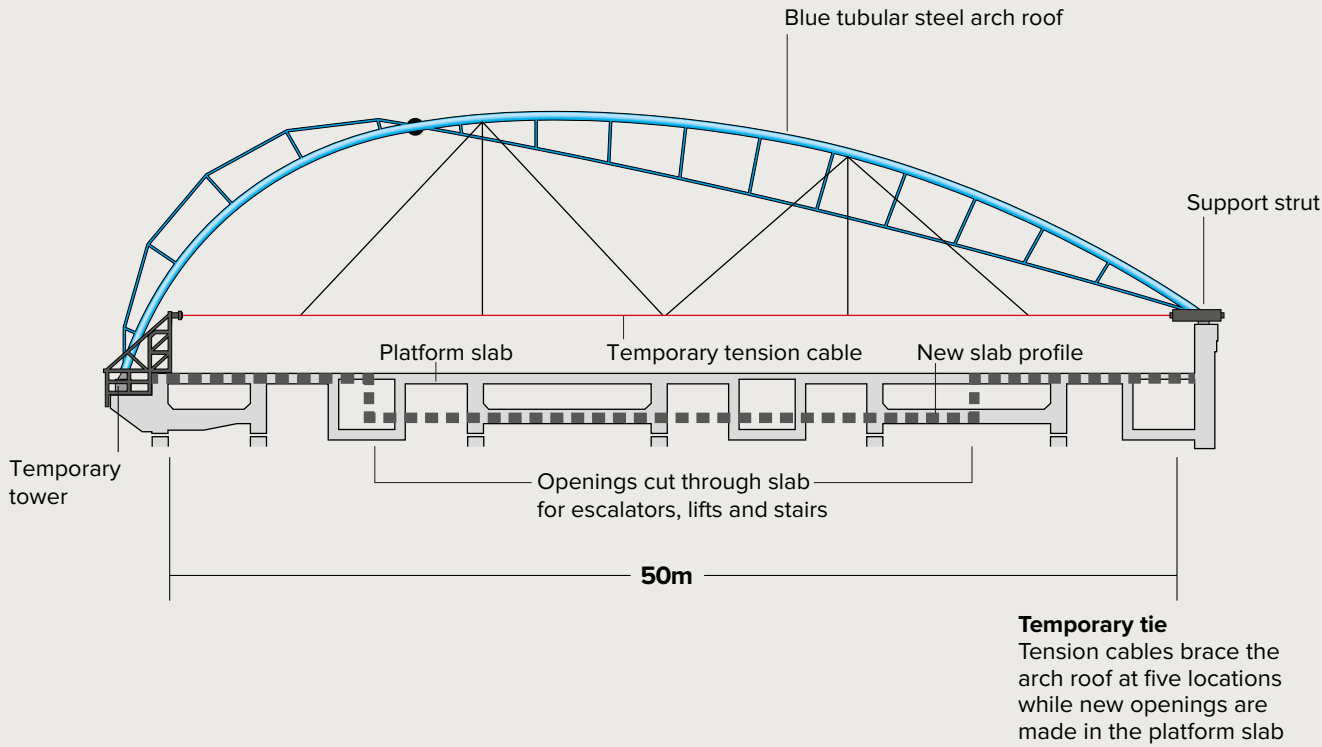 Blue tubular steel arch roof
Support strut
Platform slab
Temporary tension cable
New slab profile
Temporary
tower
Openings cut through slab
for escalators, lifts and stairs
50m
Temporary tie
Tension cables brace the
arch roof at five locations
while new openings are
made in the platform slab